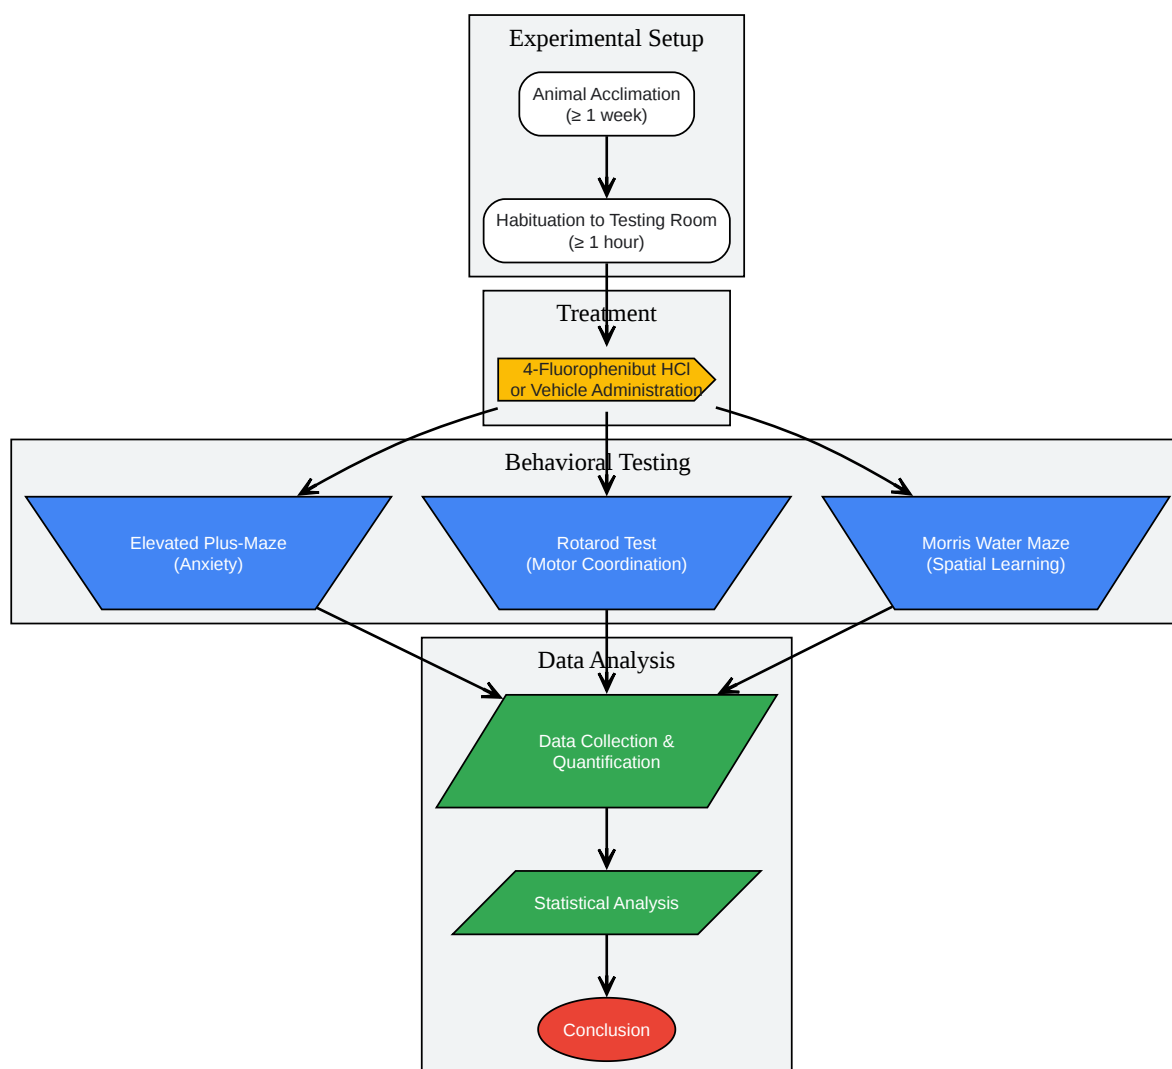 Experimental Setup
Animal Acclimation
(≥ 1 week)
Habituation to Testing Room
(≥ 1 hour)
Treatment
4-Fluorophenibut HCl
or Vehicle Administration
Behavioral Testing
Elevated Plus-Maze
(Anxiety)
Rotarod Test
(Motor Coordination)
Morris Water Maze
(Spatial Learning)
Data Analysis
Data Collection &
Quantification
Statistical Analysis
Conclusion